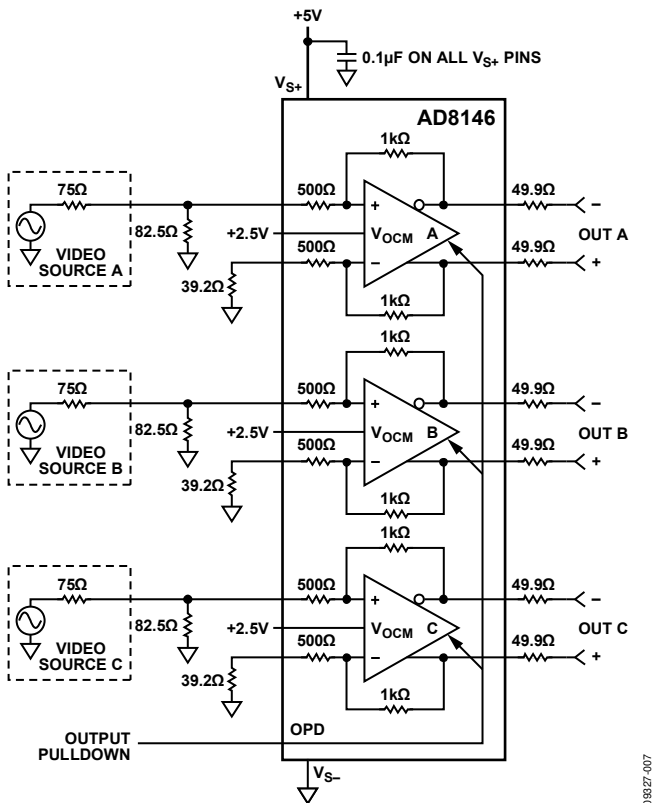 +5V
0.1µF ON ALL VS+ PINS
VS+
AD8146
1kΩ
75Ω
500Ω
+
49.9Ω
−
82.5Ω
+2.5V
VOCM A
OUT A
VIDEO
SOURCE A
500Ω
−
49.9Ω
+
39.2Ω
1kΩ
1kΩ
75Ω
500Ω
+
49.9Ω
−
82.5Ω
+2.5V
VOCM B
OUT B
VIDEO
SOURCE B
500Ω
−
49.9Ω
+
39.2Ω
1kΩ
1kΩ
75Ω
500Ω
+
49.9Ω
−
82.5Ω
+2.5V
VOCM C
OUT C
VIDEO
SOURCE C
500Ω
−
49.9Ω
+
39.2Ω
1kΩ
OPD
OUTPUT
PULLDOWN
VS−
09327-007